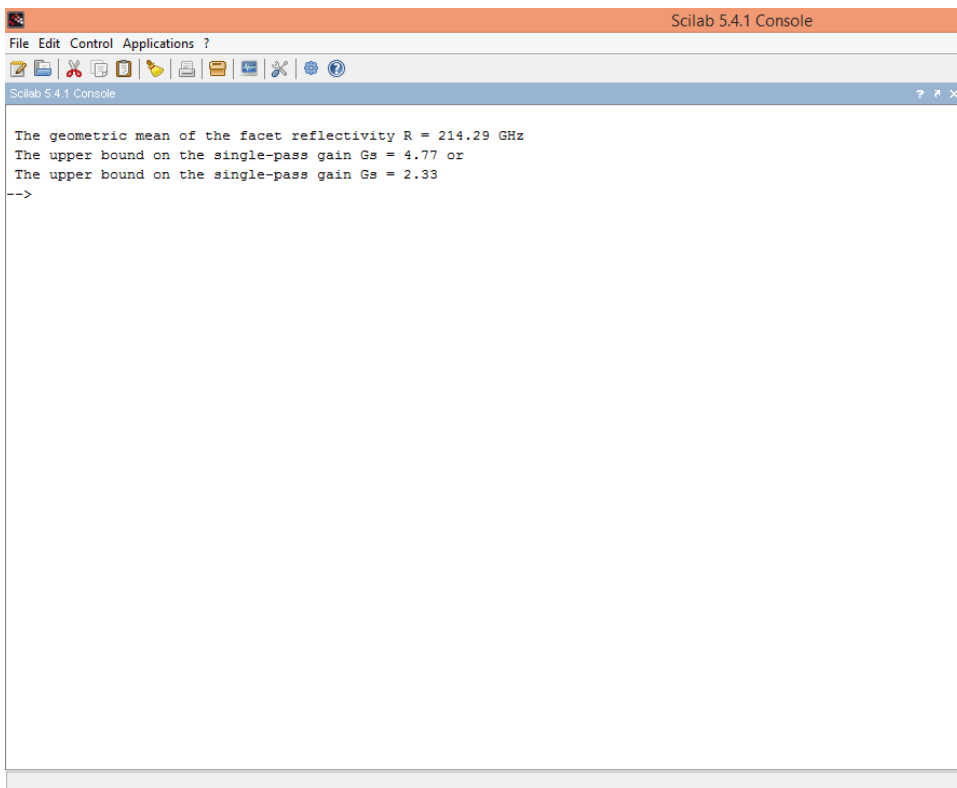 Scilab 5.4.1 Console
File Edit Control Applications ?
Scilab 5.4.1 Console
The geometric mean of the facet reflectivity R = 214.29 GHz
The upper bound on the single-pass gain Gs = 4.77 or
The upper bound on the single-pass gain Gs = 2.33
-->